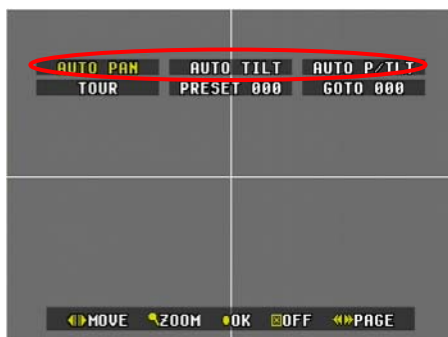 AUTO PAN AUTO TILT AUTO P/TLT
TOUR PRESET 000 GOTO 000
MOVE ZOOM OK OFF PAGE